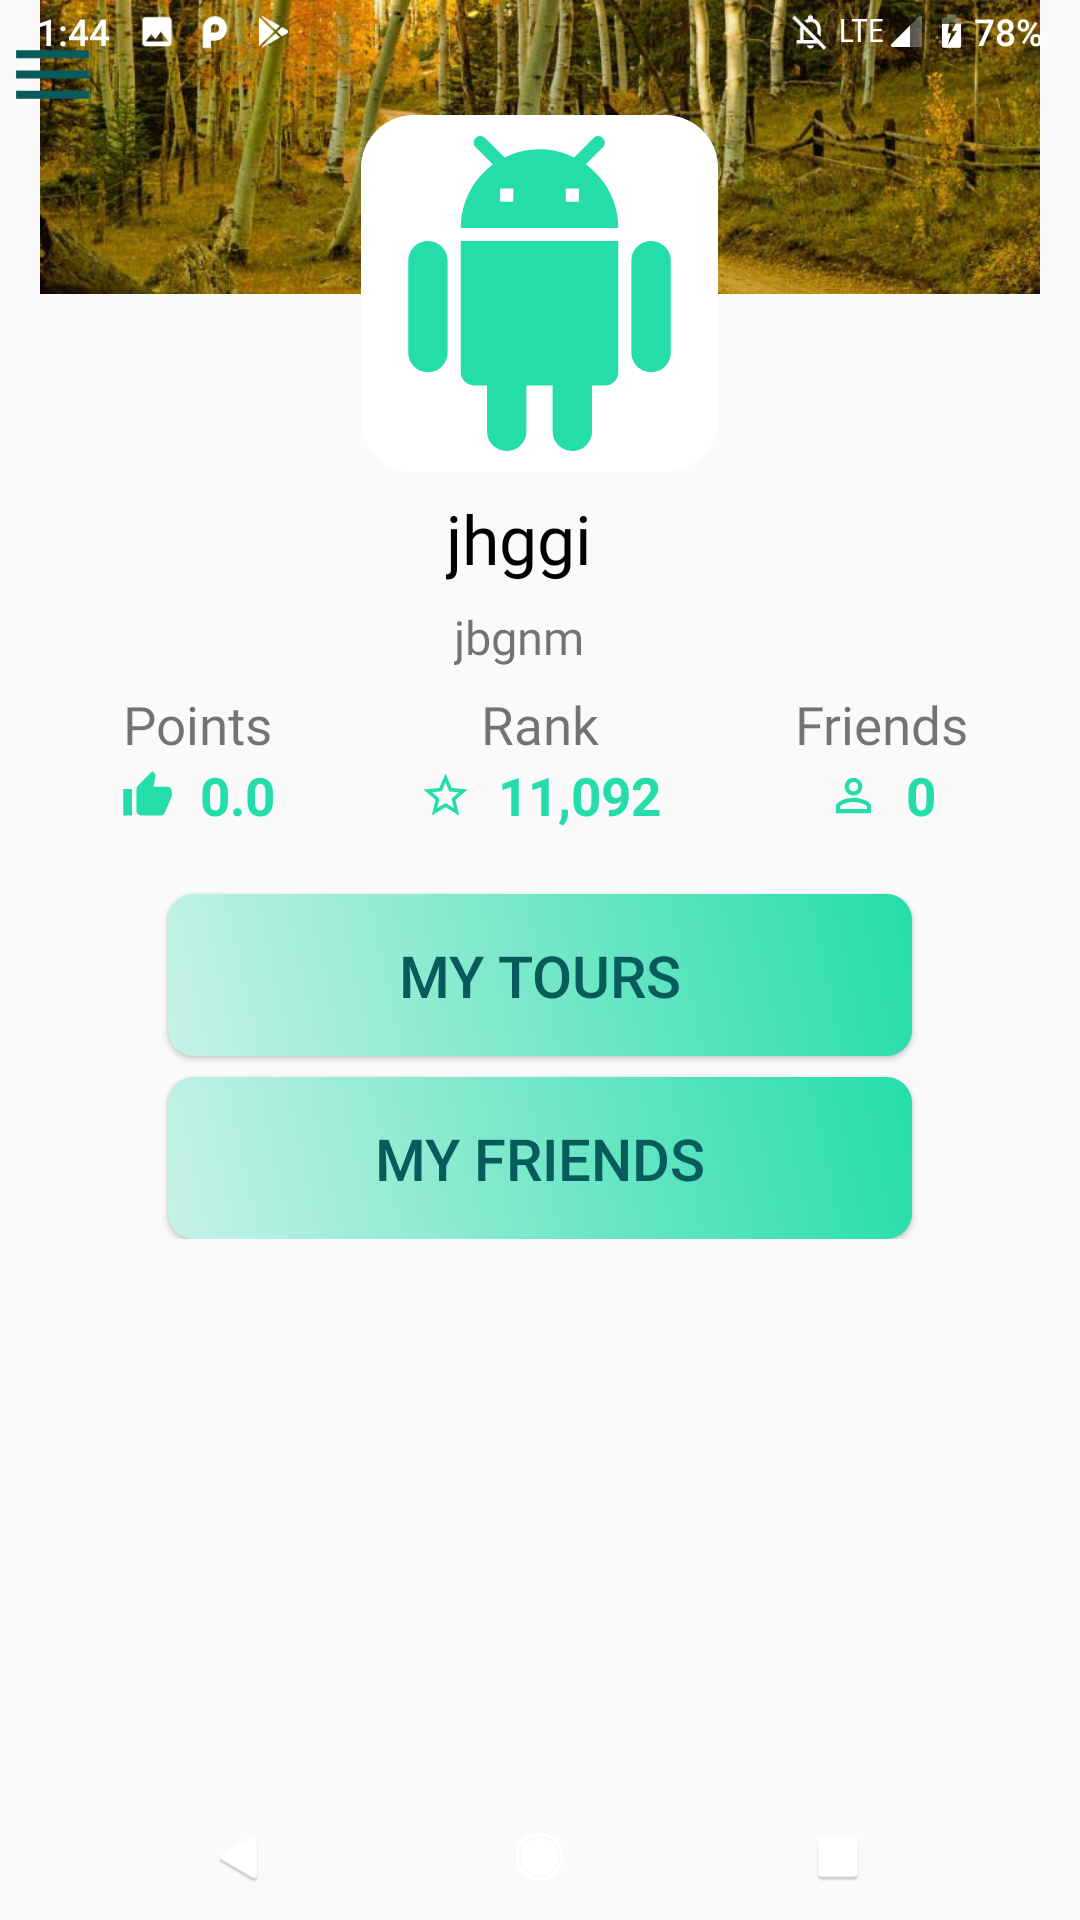 1:44 LTE 78%
jhggi
jbgnm
Points Rank Friends
0.0 11,092 0
MY TOURS
MY FRIENDS